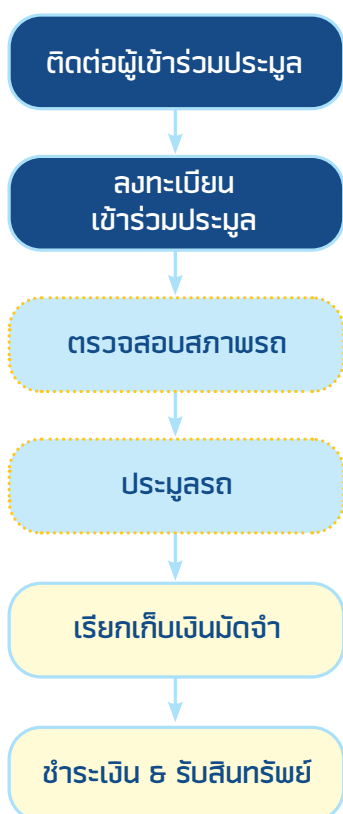 ติดต่อผู้เข้าร่วมประมูล
ลงทะเบียน
เข้าร่วมประมูล
ตรวจสอบสภาพรถ
ประมูลรถ
เรียกเก็บเงินมัดจำ
ชำระเงิน & รับสินทรัพย์